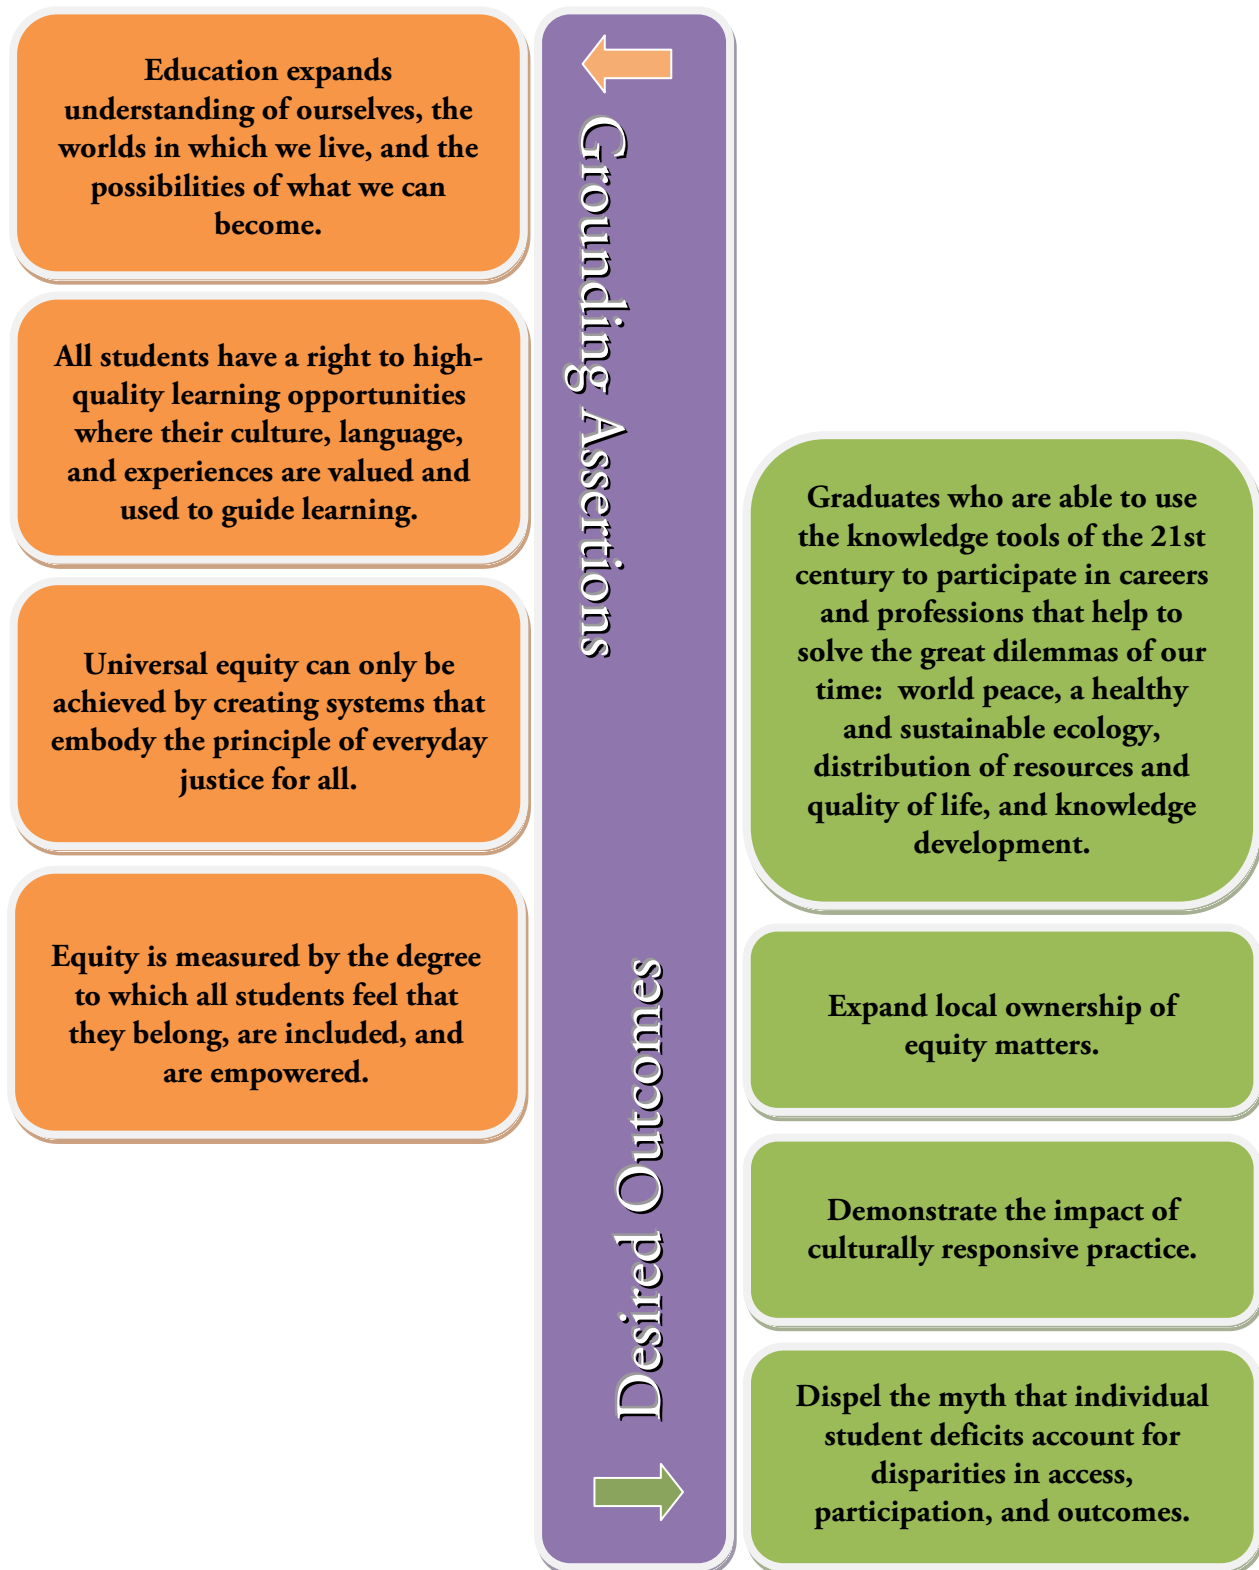 Education expands
understanding of ourselves, the
worlds in which we live, and the
possibilities of what we can
become.
All students have a right to high-
quality learning opportunities
where their culture, language,
and experiences are valued and
used to guide learning.
Universal equity can only be
achieved by creating systems that
embody the principle of everyday
justice for all.
Equity is measured by the degree
to which all students feel that
they belong, are included, and
are empowered.
Grounding Assertions
Desired Outcomes
Graduates who are able to use
the knowledge tools of the 21st
century to participate in careers
and professions that help to
solve the great dilemmas of our
time:  world peace, a healthy
and sustainable ecology,
distribution of resources and
quality of life, and knowledge
development.
Expand local ownership of
equity matters.
Demonstrate the impact of
culturally responsive practice.
Dispel the myth that individual
student deficits account for
disparities in access,
participation, and outcomes.